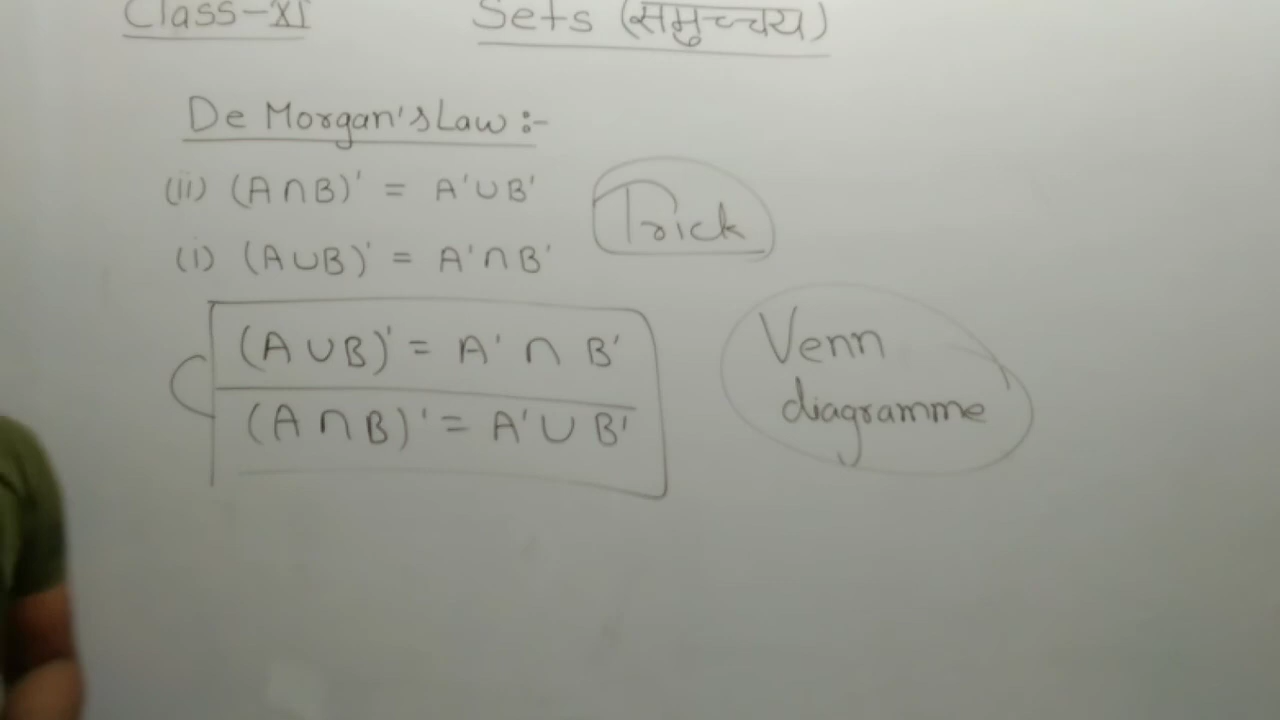 Class-XI Sets (समुच्चय)
De Morgan's Law :-
(ii) (A∩B)' = A'∪B'
Trick
(i) (A∪B)' = A'∩B'
(A∪B)' = A' ∩ B'
(A∩B)' = A'∪B'
Venn
diagramme